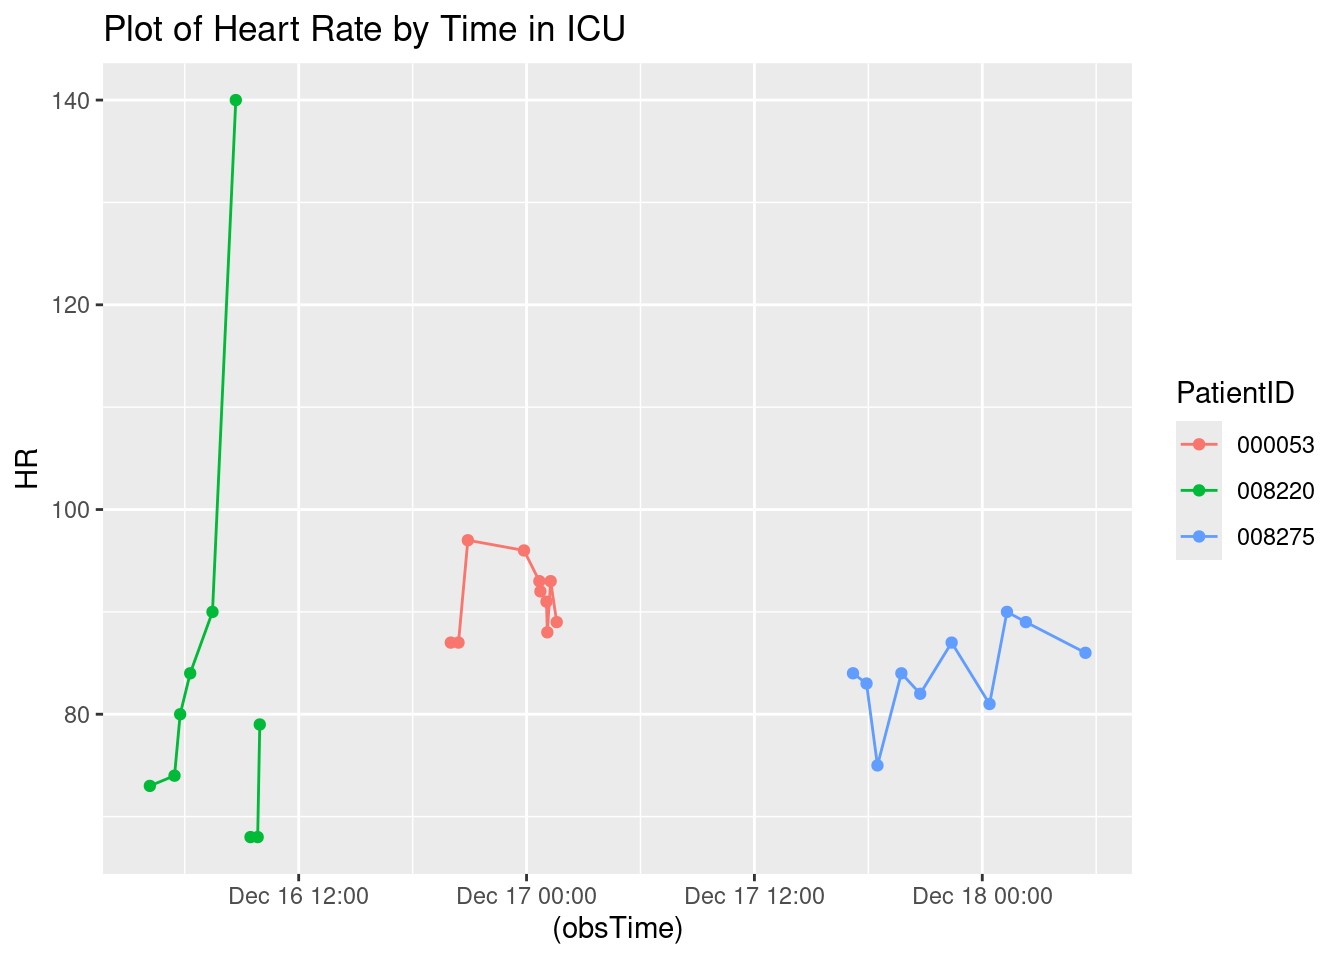 Plot of Heart Rate by Time in ICU
140
120
100
80
HR
Dec 16 12:00
Dec 17 00:00
Dec 17 12:00
Dec 18 00:00
(obsTime)
PatientID
000053
008220
008275